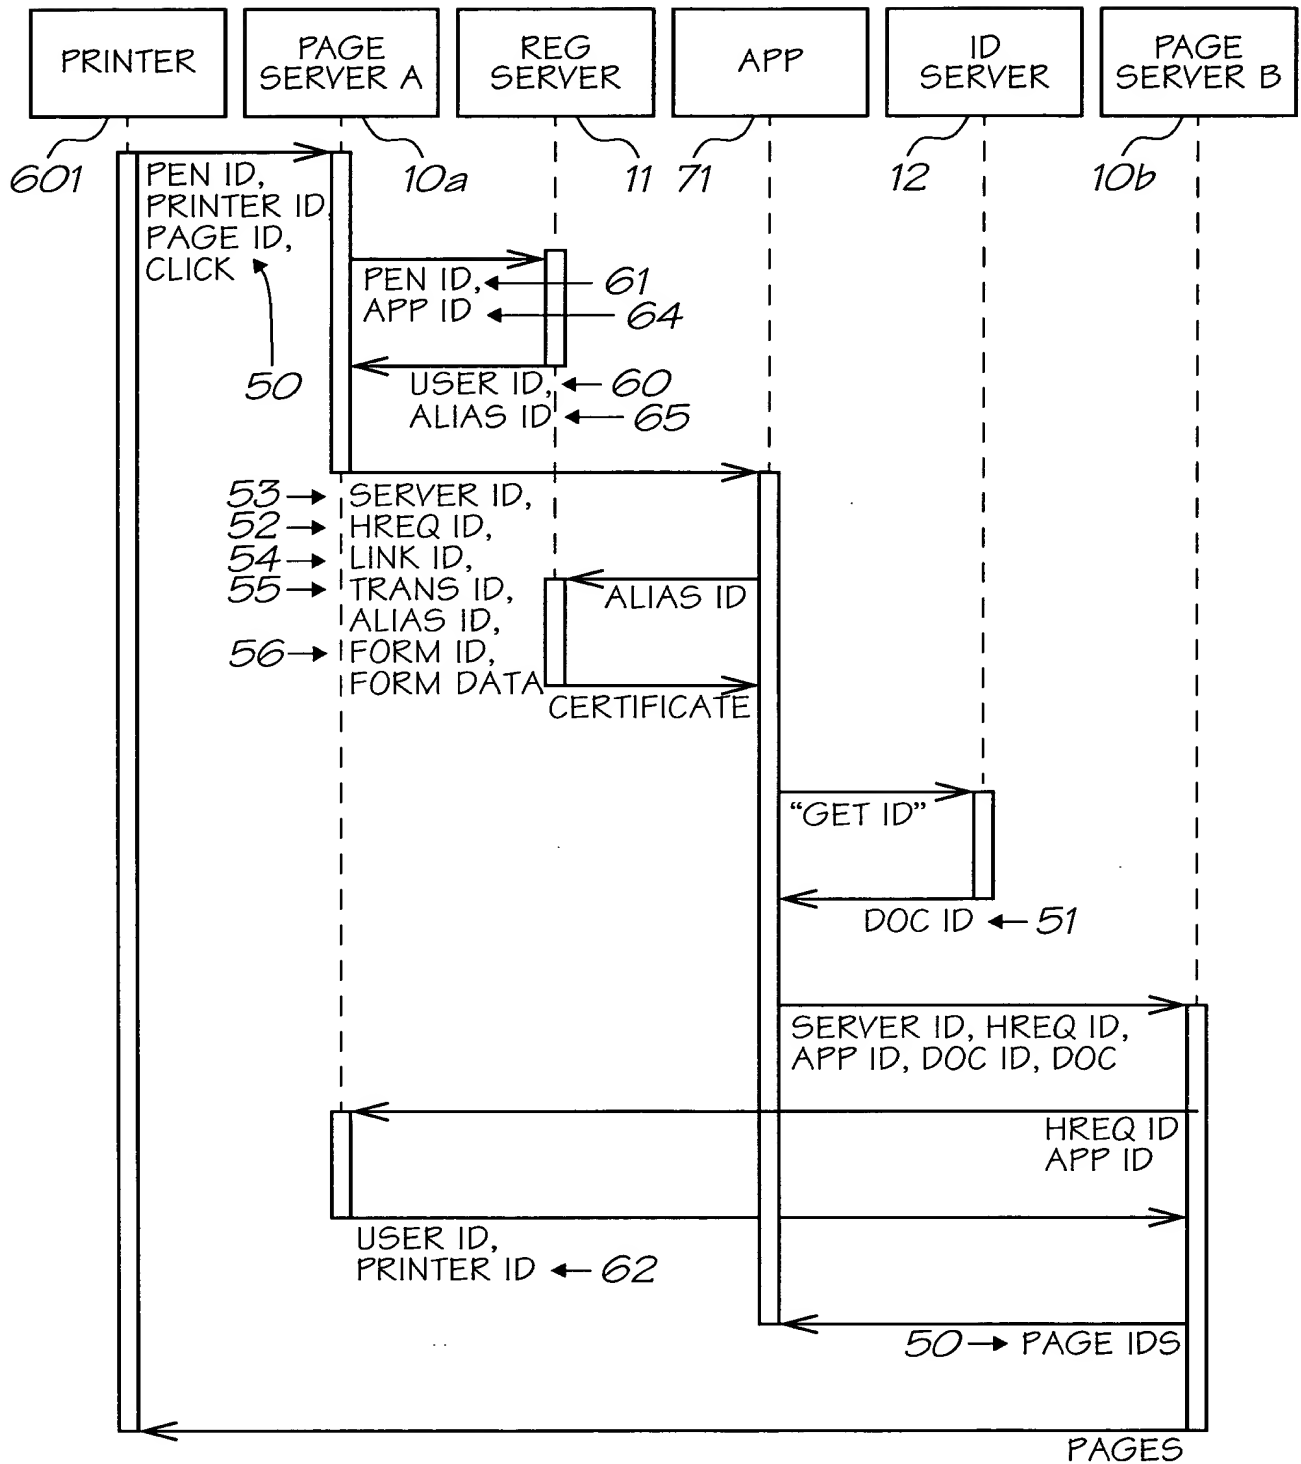 PRINTER
PAGE
SERVER A
REG
SERVER
APP
ID
SERVER
PAGE
SERVER B
601
10a
11
71
12
10b
PEN ID,
PRINTER ID
PAGE ID,
CLICK
50
PEN ID, 61
APP ID 64
USER ID, 60
ALIAS ID 65
53 SERVER ID,
52 HREQ ID,
54 LINK ID,
55 TRANS ID,
ALIAS ID,
56 FORM ID,
FORM DATA
ALIAS ID
CERTIFICATE
“GET ID”
DOC ID 51
SERVER ID, HREQ ID,
APP ID, DOC ID, DOC
HREQ ID
APP ID
USER ID,
PRINTER ID 62
50 PAGE IDS
PAGES